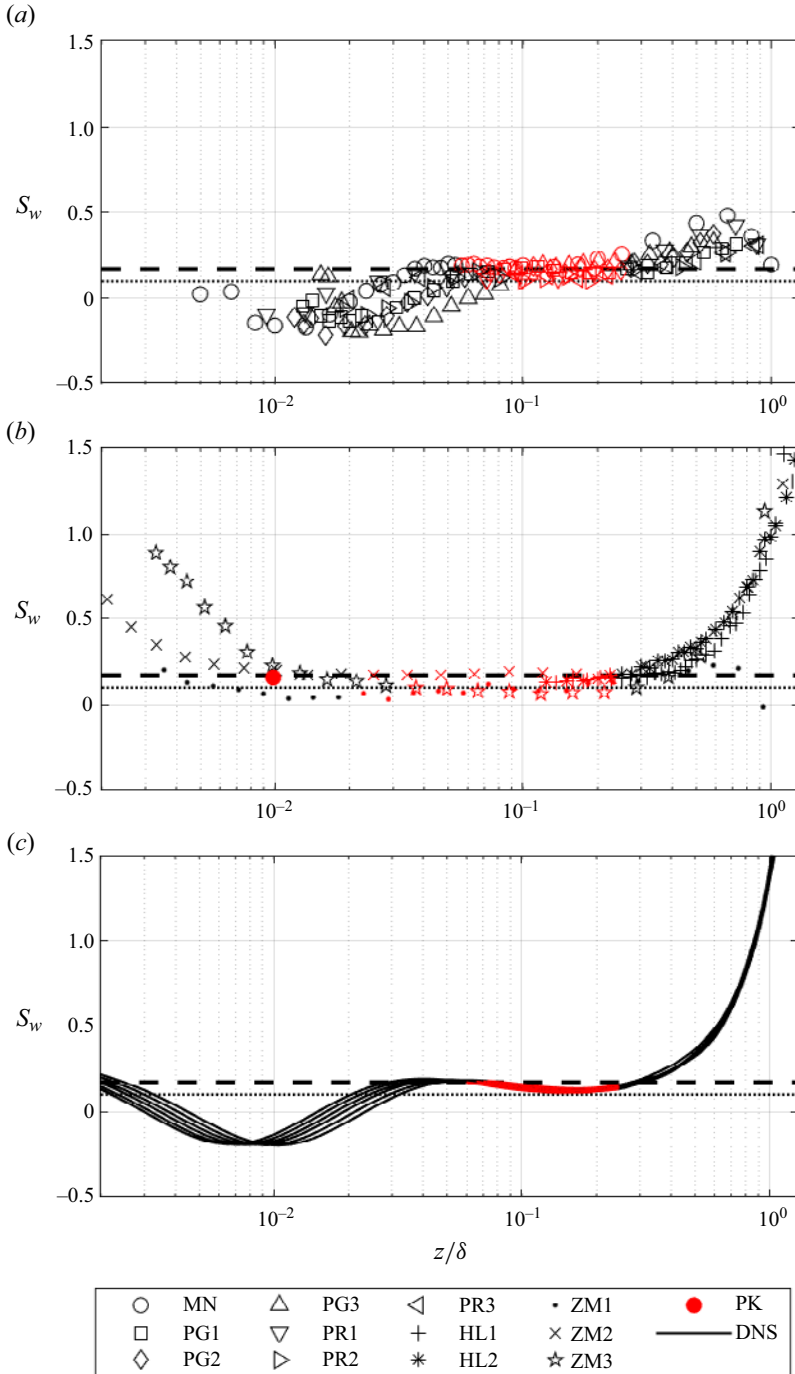 (a)
1.5
1.0
S_w 0.5
0
–0.5
10^{–2} 10^{–1} 10^{0}
(b)
1.5
1.0
S_w 0.5
0
–0.5
10^{–2} 10^{–1} 10^{0}
(c)
1.5
1.0
S_w 0.5
0
–0.5
10^{–2} 10^{–1} 10^{0}
z/δ
MN PG3 PR3 ZM1 PK
PG1 PR1 HL1 ZM2 DNS
PG2 PR2 HL2 ZM3